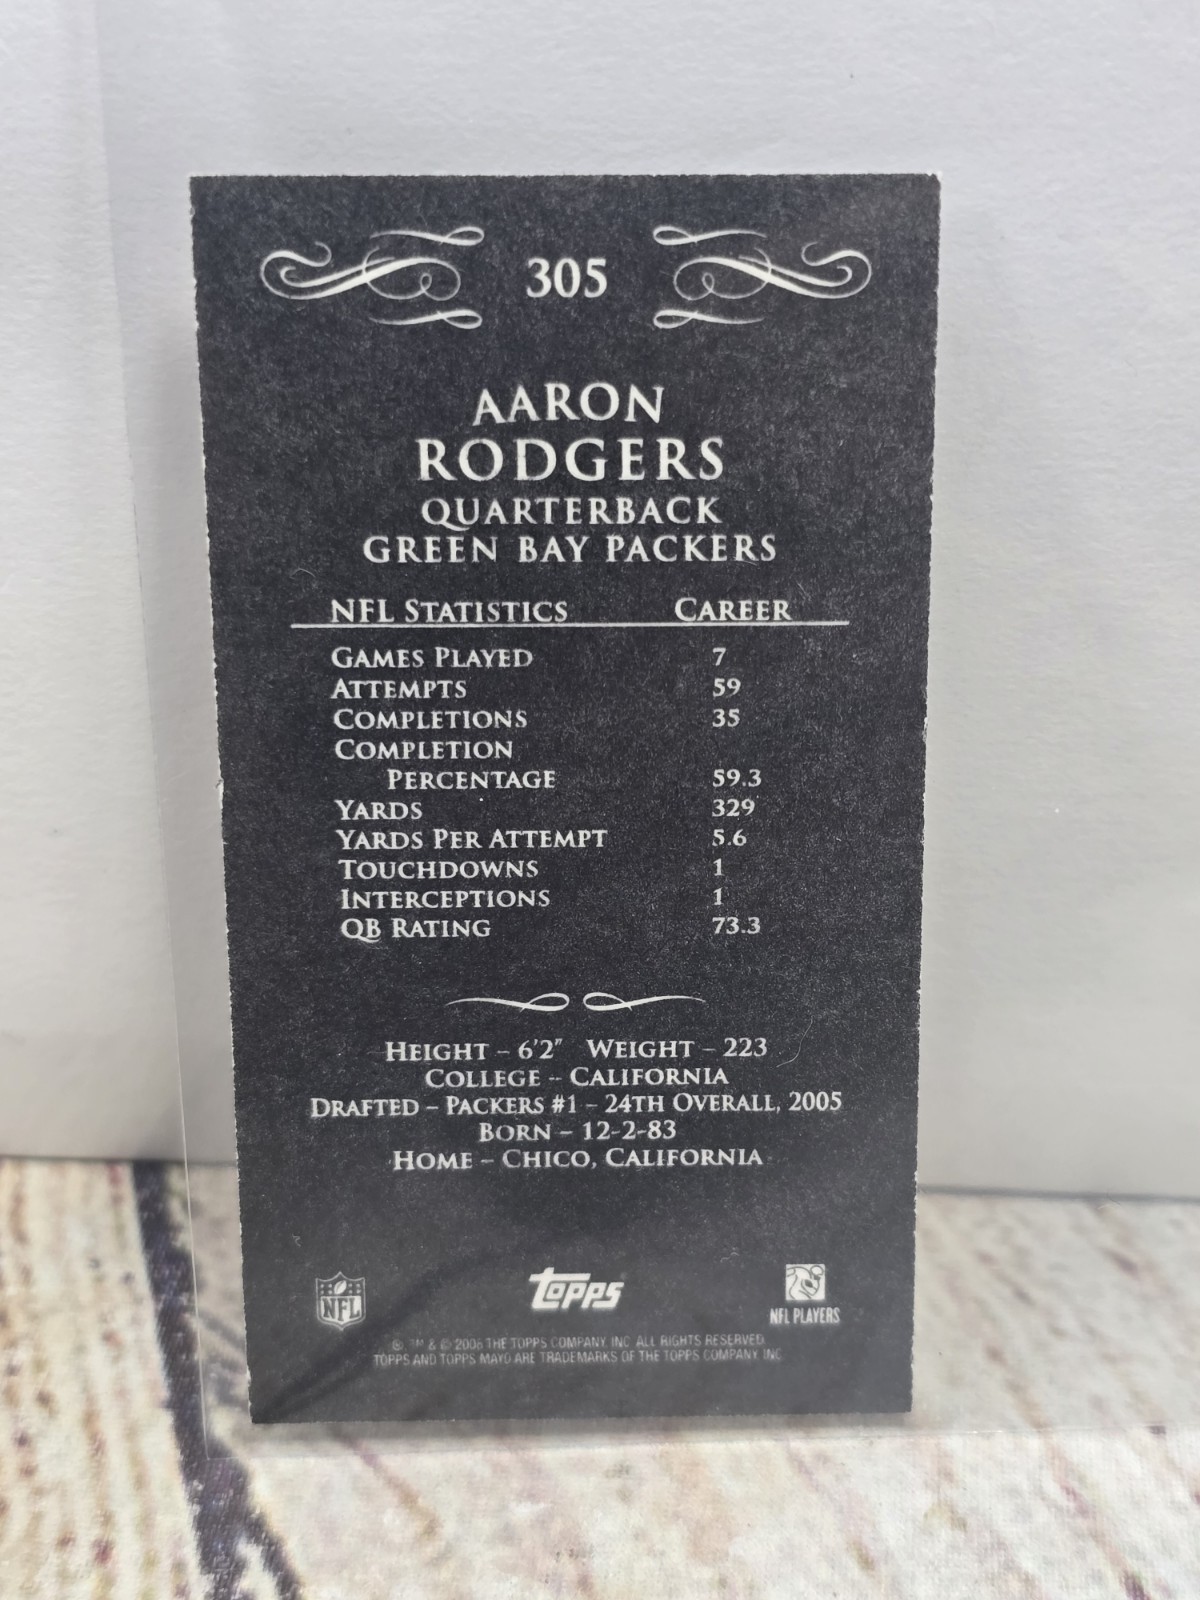 305
AARON
RODGERS
QUARTERBACK
GREEN BAY PACKERS
NFL STATISTICS CAREER
GAMES PLAYED 7
ATTEMPTS 59
COMPLETIONS 35
COMPLETION
PERCENTAGE 59.3
YARDS 329
YARDS PER ATTEMPT 5.6
TOUCHDOWNS 1
INTERCEPTIONS 1
QB RATING 73.3
HEIGHT – 6'2" WEIGHT – 223
COLLEGE – CALIFORNIA
DRAFTED – PACKERS #1 – 24TH OVERALL, 2005
BORN – 12-2-83
HOME – CHICO, CALIFORNIA
NFL
topps
NFL PLAYERS
®, ™ & © 2008 THE TOPPS COMPANY, INC. ALL RIGHTS RESERVED.
TOPPS AND TOPPS MAYO ARE TRADEMARKS OF THE TOPPS COMPANY, INC.